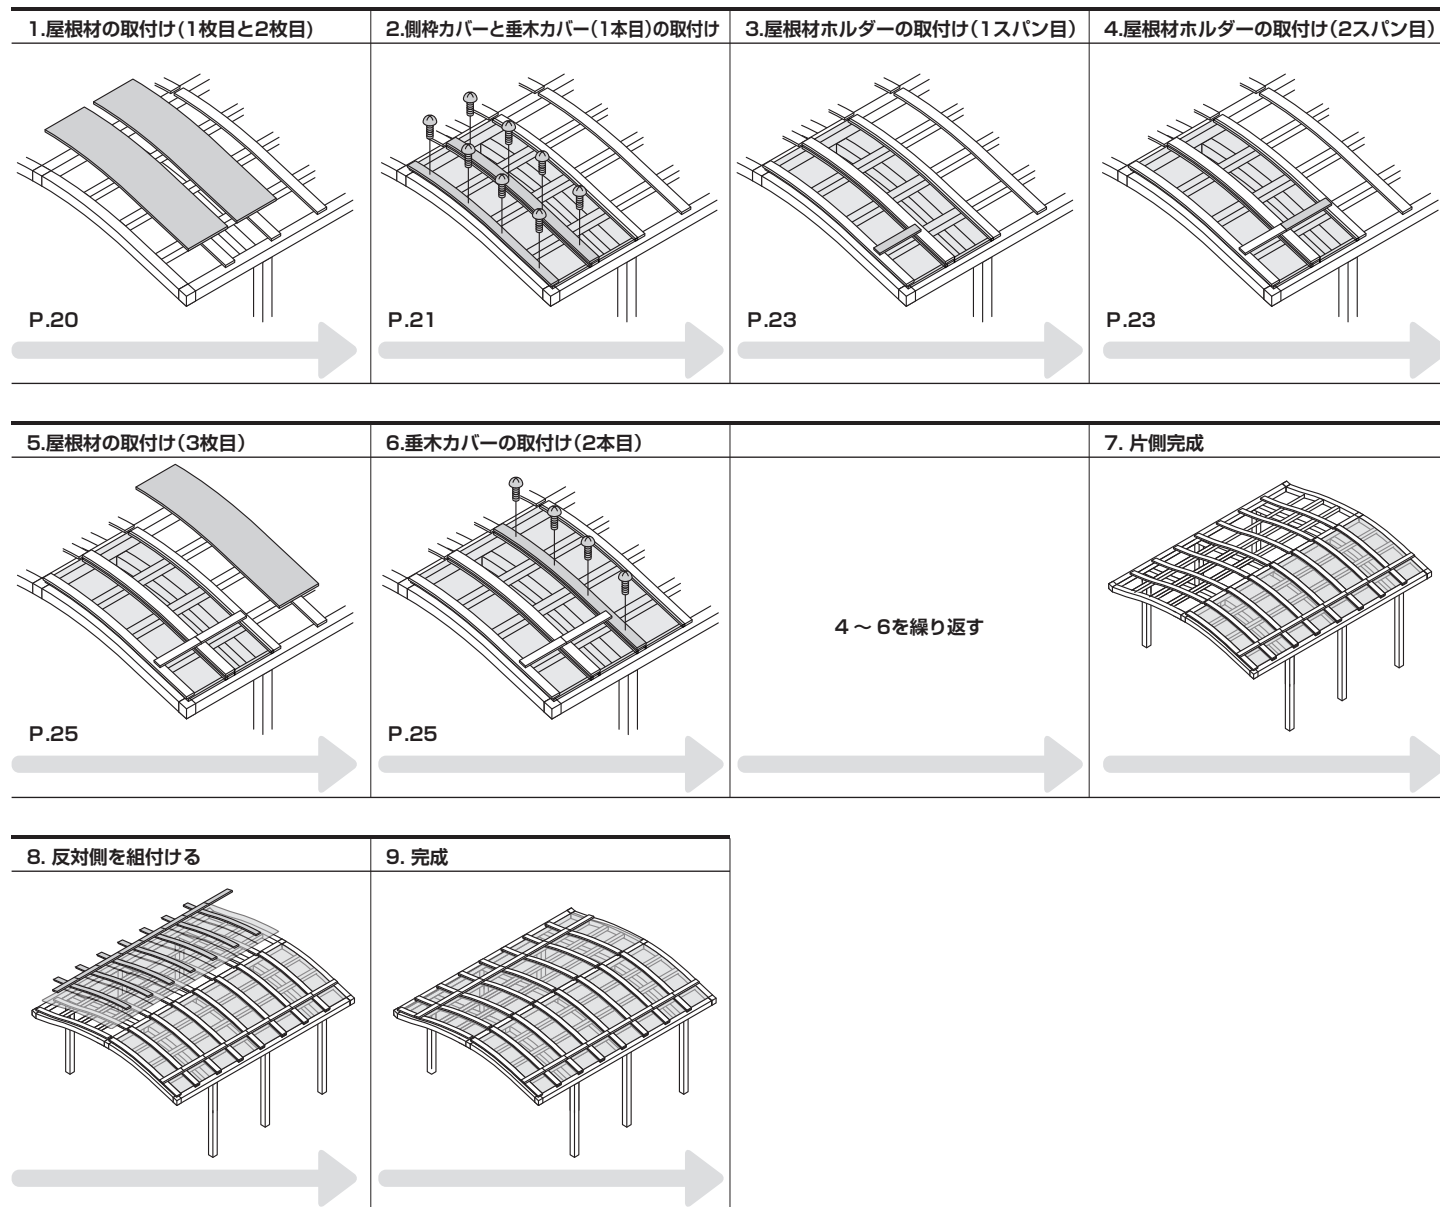 1.屋根材の取付け(1枚目と2枚目)
2.側枠カバーと垂木カバー(1本目)の取付け
3.屋根材ホルダーの取付け(1スパン目)
4.屋根材ホルダーの取付け(2スパン目)
P.20
P.21
P.23
P.23
5.屋根材の取付け(3枚目)
6.垂木カバーの取付け(2本目)
7. 片側完成
4～6を繰り返す
P.25
P.25
8. 反対側を組付ける
9. 完成